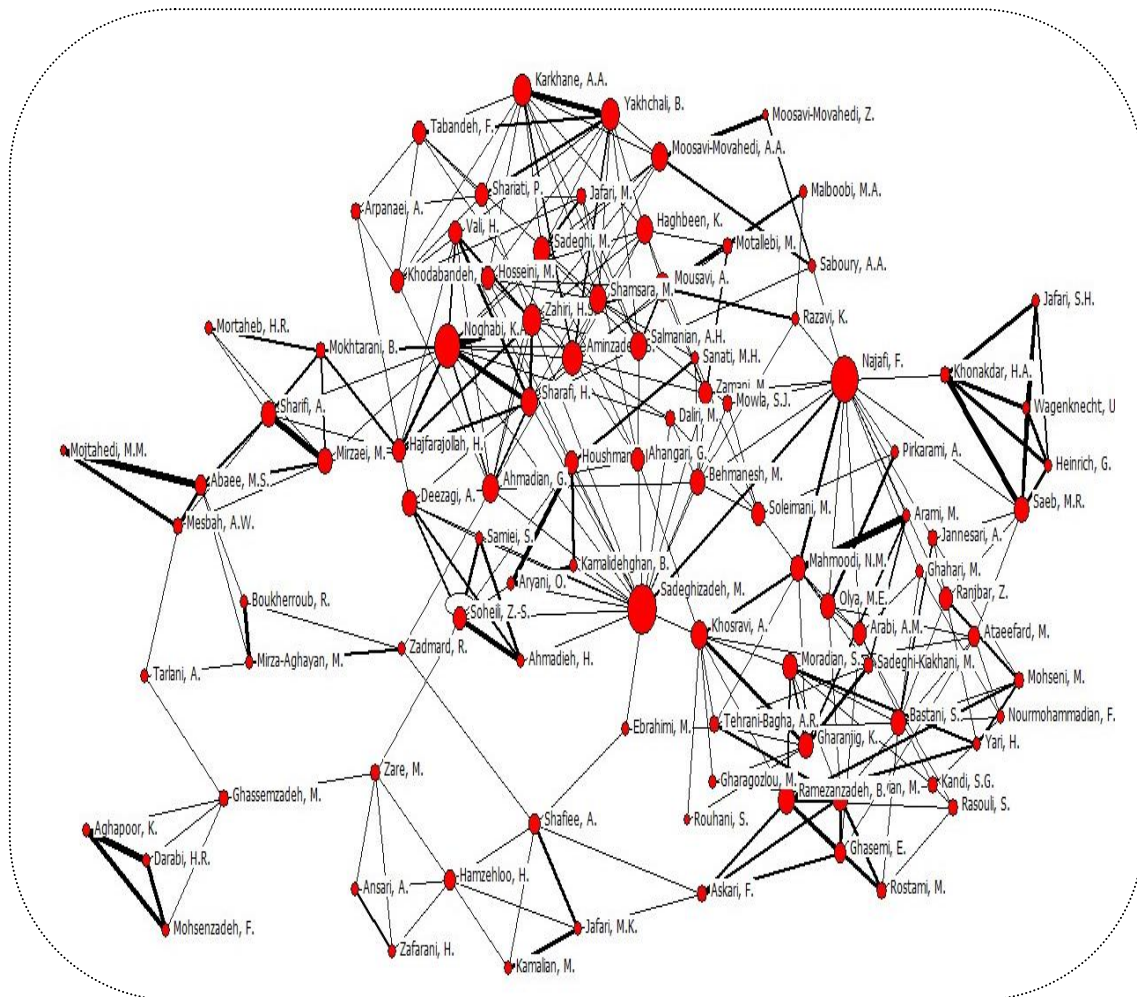 Karkhane, A.A.
Yakhchali, B.
Moosavi-Movahedi, Z.
Tabandeh, F.
Moosavi-Movahedi, A.A.
Shariati, P.
Jafari, M.
Malboobi, M.A.
Arpanaei, A.
Vali, H.
Haghbeen, K.
Sadeghi, M.
Motallebi, M.
Saboury, A.A.
Khodabandeh,
Hosseini, M.
Mousavi, A.
Shamsara, M.
Jafari, S.H.
Zahiri, H.S.
Razavi, K.
Mortaheb, H.R.
Noghabi, K.A.
Salmanian, A.H.
Mokhtarani, B.
Aminzadeh, S.
Sanati, M.H.
Najafi, F.
Khonakdar, H.A.
Sharafi, H.
Zamani, M.
Mowla, S.J.
Wagenknecht, U
Sharifi, A.
Daliri, M.
Mojtahedi, M.M.
Hajfarajollah, H.
Mirzaei, M.
Houshmand
Ahangari, G.
Pirkarami, A.
Heinrich, G.
Abaee, M.S.
Ahmadian, G.
Behmanesh, M.
Deezagi, A.
Saeb, M.R.
Mesbah, A.W.
Soleimani, M.
Arami, M.
Samiei, S.
Jannesari, A.
Kamalidehghan, B.
Mahmoodi, N.M.
Ghahari, M.
Aryani, O.
Sadeghizadeh, M.
Ranjbar, Z.
Boukherroub, R.
Olya, M.E.
Soheili, Z.-S.
Khosravi, A.
Arabi, A.M.
Ataeefard, M.
Zadmard, R.
Mirza-Aghayan, M.
Ahmadieh, H.
Moradian, S.
Sadeghi-Kiakhani, M.
Tarlani, A.
Mohseni, M.
Ebrahimi, M.
Tehrani-Bagha, A.R.
Bastani, S.
Nourmohammadian, F.
Gharanjig, K.
Yari, H.
Zare, M.
Gharagozlou, M.
Kandi, S.G.
Ghassemzadeh, M.
Ramezanzadeh, B.
Rasouli, S.
Rouhani, S.
Aghapoor, K.
Shafiee, A.
Ghasemi, E.
Darabi, H.R.
Ansari, A.
Hamzehloo, H.
Askari, F.
Rostami, M.
Mohsenzadeh, F.
Jafari, M.K.
Zafarani, H.
Kamalian, M.